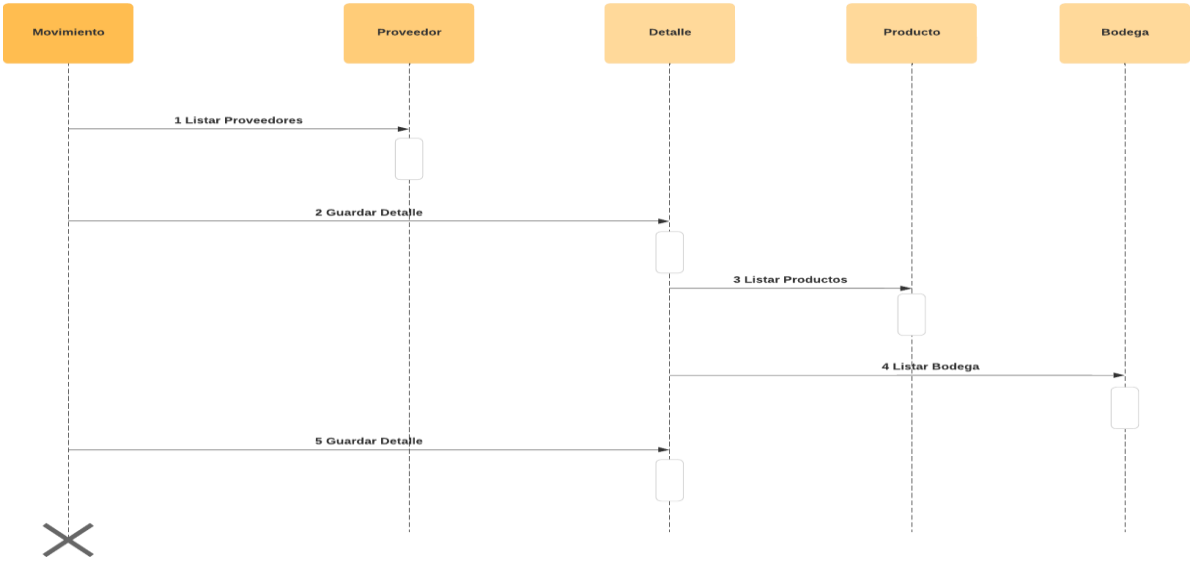 Movimiento
Proveedor
Detalle
Producto
Bodega
1 Listar Proveedores
2 Guardar Detalle
3 Listar Productos
4 Listar Bodega
5 Guardar Detalle